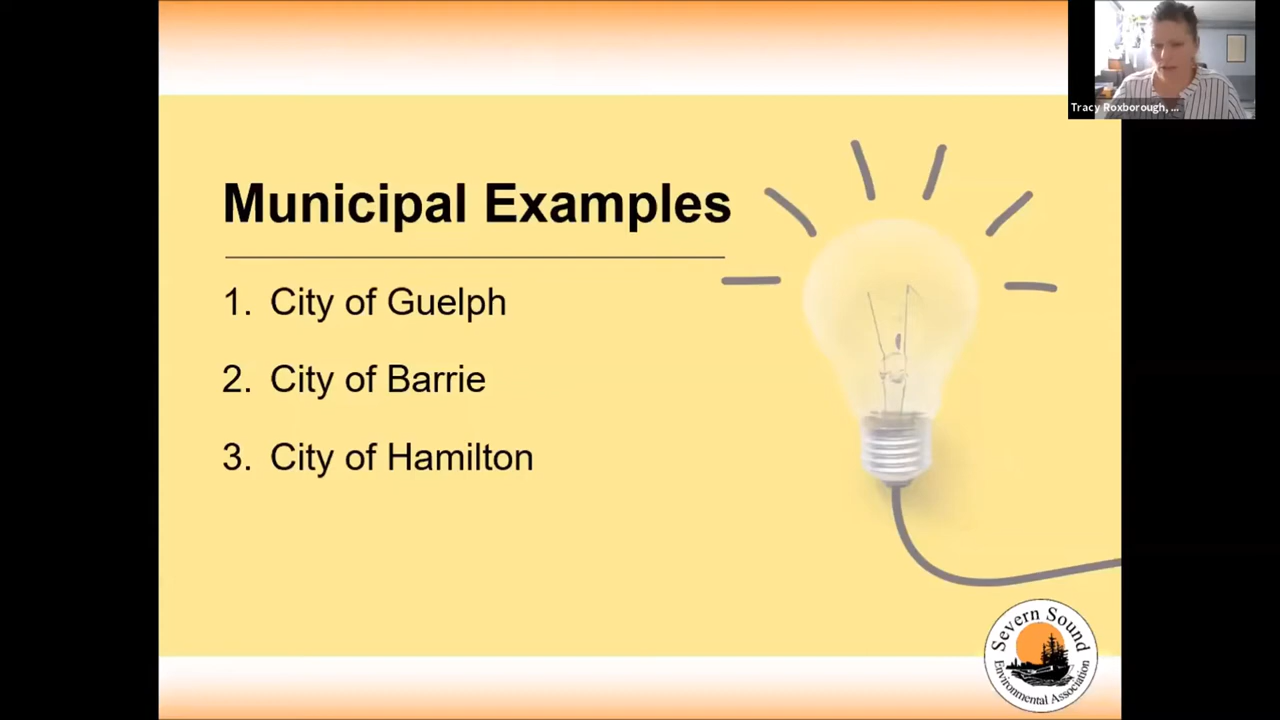 Tracy Roxborough, ...
Municipal Examples
1. City of Guelph
2. City of Barrie
3. City of Hamilton
Severn Sound
Environmental Association